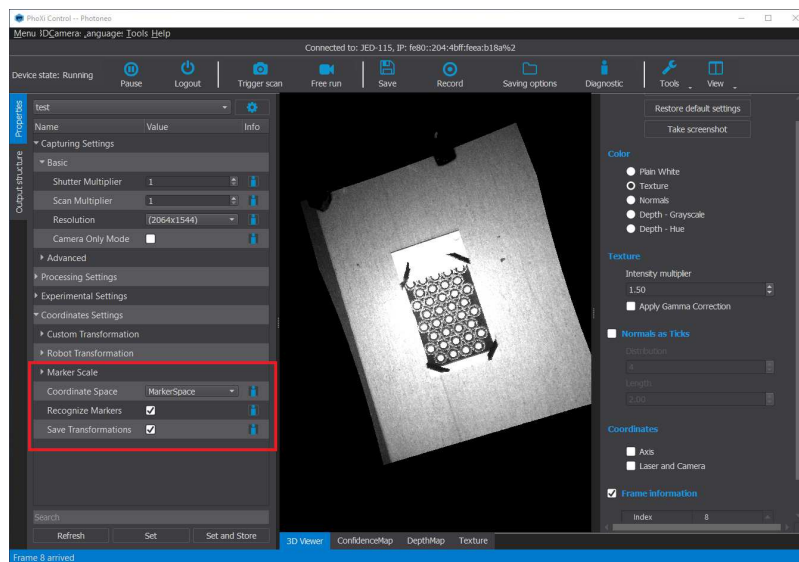 PhoXi Control -- Photoneo
Menu 3DCamera: Language: Tools Help
Connected to: JED-115, IP: fe80::204:4bff:feea:b18a%2
Device state: Running
Pause
Logout
Trigger scan
Free run
Save
Record
Saving options
Diagnostic
Tools
View
Properties
Output structure
test
Name Value Info
Capturing Settings
Basic
Shutter Multiplier 1
Scan Multiplier 1
Resolution (2064x1544)
Camera Only Mode
Advanced
Processing Settings
Experimental Settings
Coordinates Settings
Custom Transformation
Robot Transformation
Marker Scale
Coordinate Space MarkerSpace
Recognize Markers
Save Transformations
Search
Refresh Set Set and Store
3D Viewer ConfidenceMap DepthMap Texture
Restore default settings
Take screenshot
Color
Plain White
Texture
Normals
Depth - Grayscale
Depth - Hue
Texture
Intensity multiplier
1.50
Apply Gamma Correction
Normals as Ticks
Distribution
4
Length
2.00
Coordinates
Axis
Laser and Camera
Frame information
Index 8
Frame 8 arrived